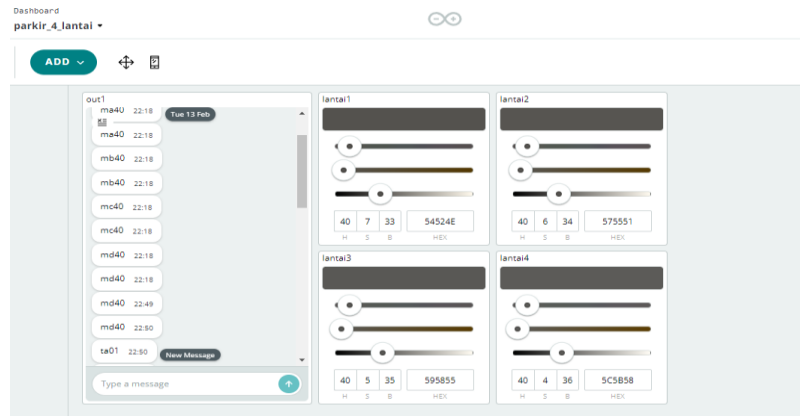 Dashboard
parkir_4_lantai
ADD
out1
ma40 22:18
Tue 13 Feb
ma40 22:18
mb40 22:18
mb40 22:18
mc40 22:18
mc40 22:18
md40 22:18
md40 22:18
md40 22:49
md40 22:50
ta01 22:50
New Message
Type a message
lantai1
40 7 33 54524E
H S B HEX
lantai2
40 6 34 575551
H S B HEX
lantai3
40 5 35 595855
H S B HEX
lantai4
40 4 36 5C5B58
H S B HEX